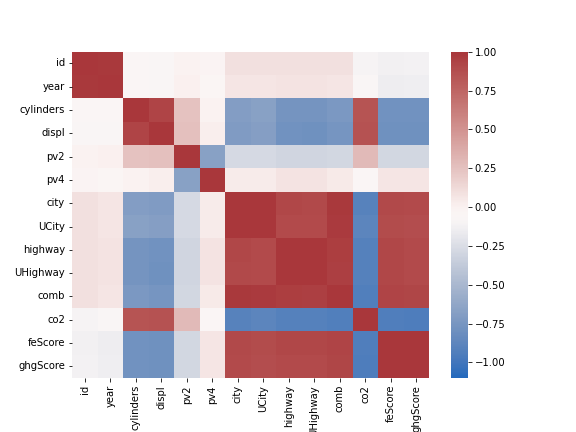 id
year
cylinders
displ
pv2
pv4
city
UCity
highway
UHighway
comb
co2
feScore
ghgScore
id
year
cylinders
displ
pv2
pv4
city
UCity
highway
JHighway
comb
co2
feScore
ghgScore
1.00
0.75
0.50
0.25
0.00
−0.25
−0.50
−0.75
−1.00